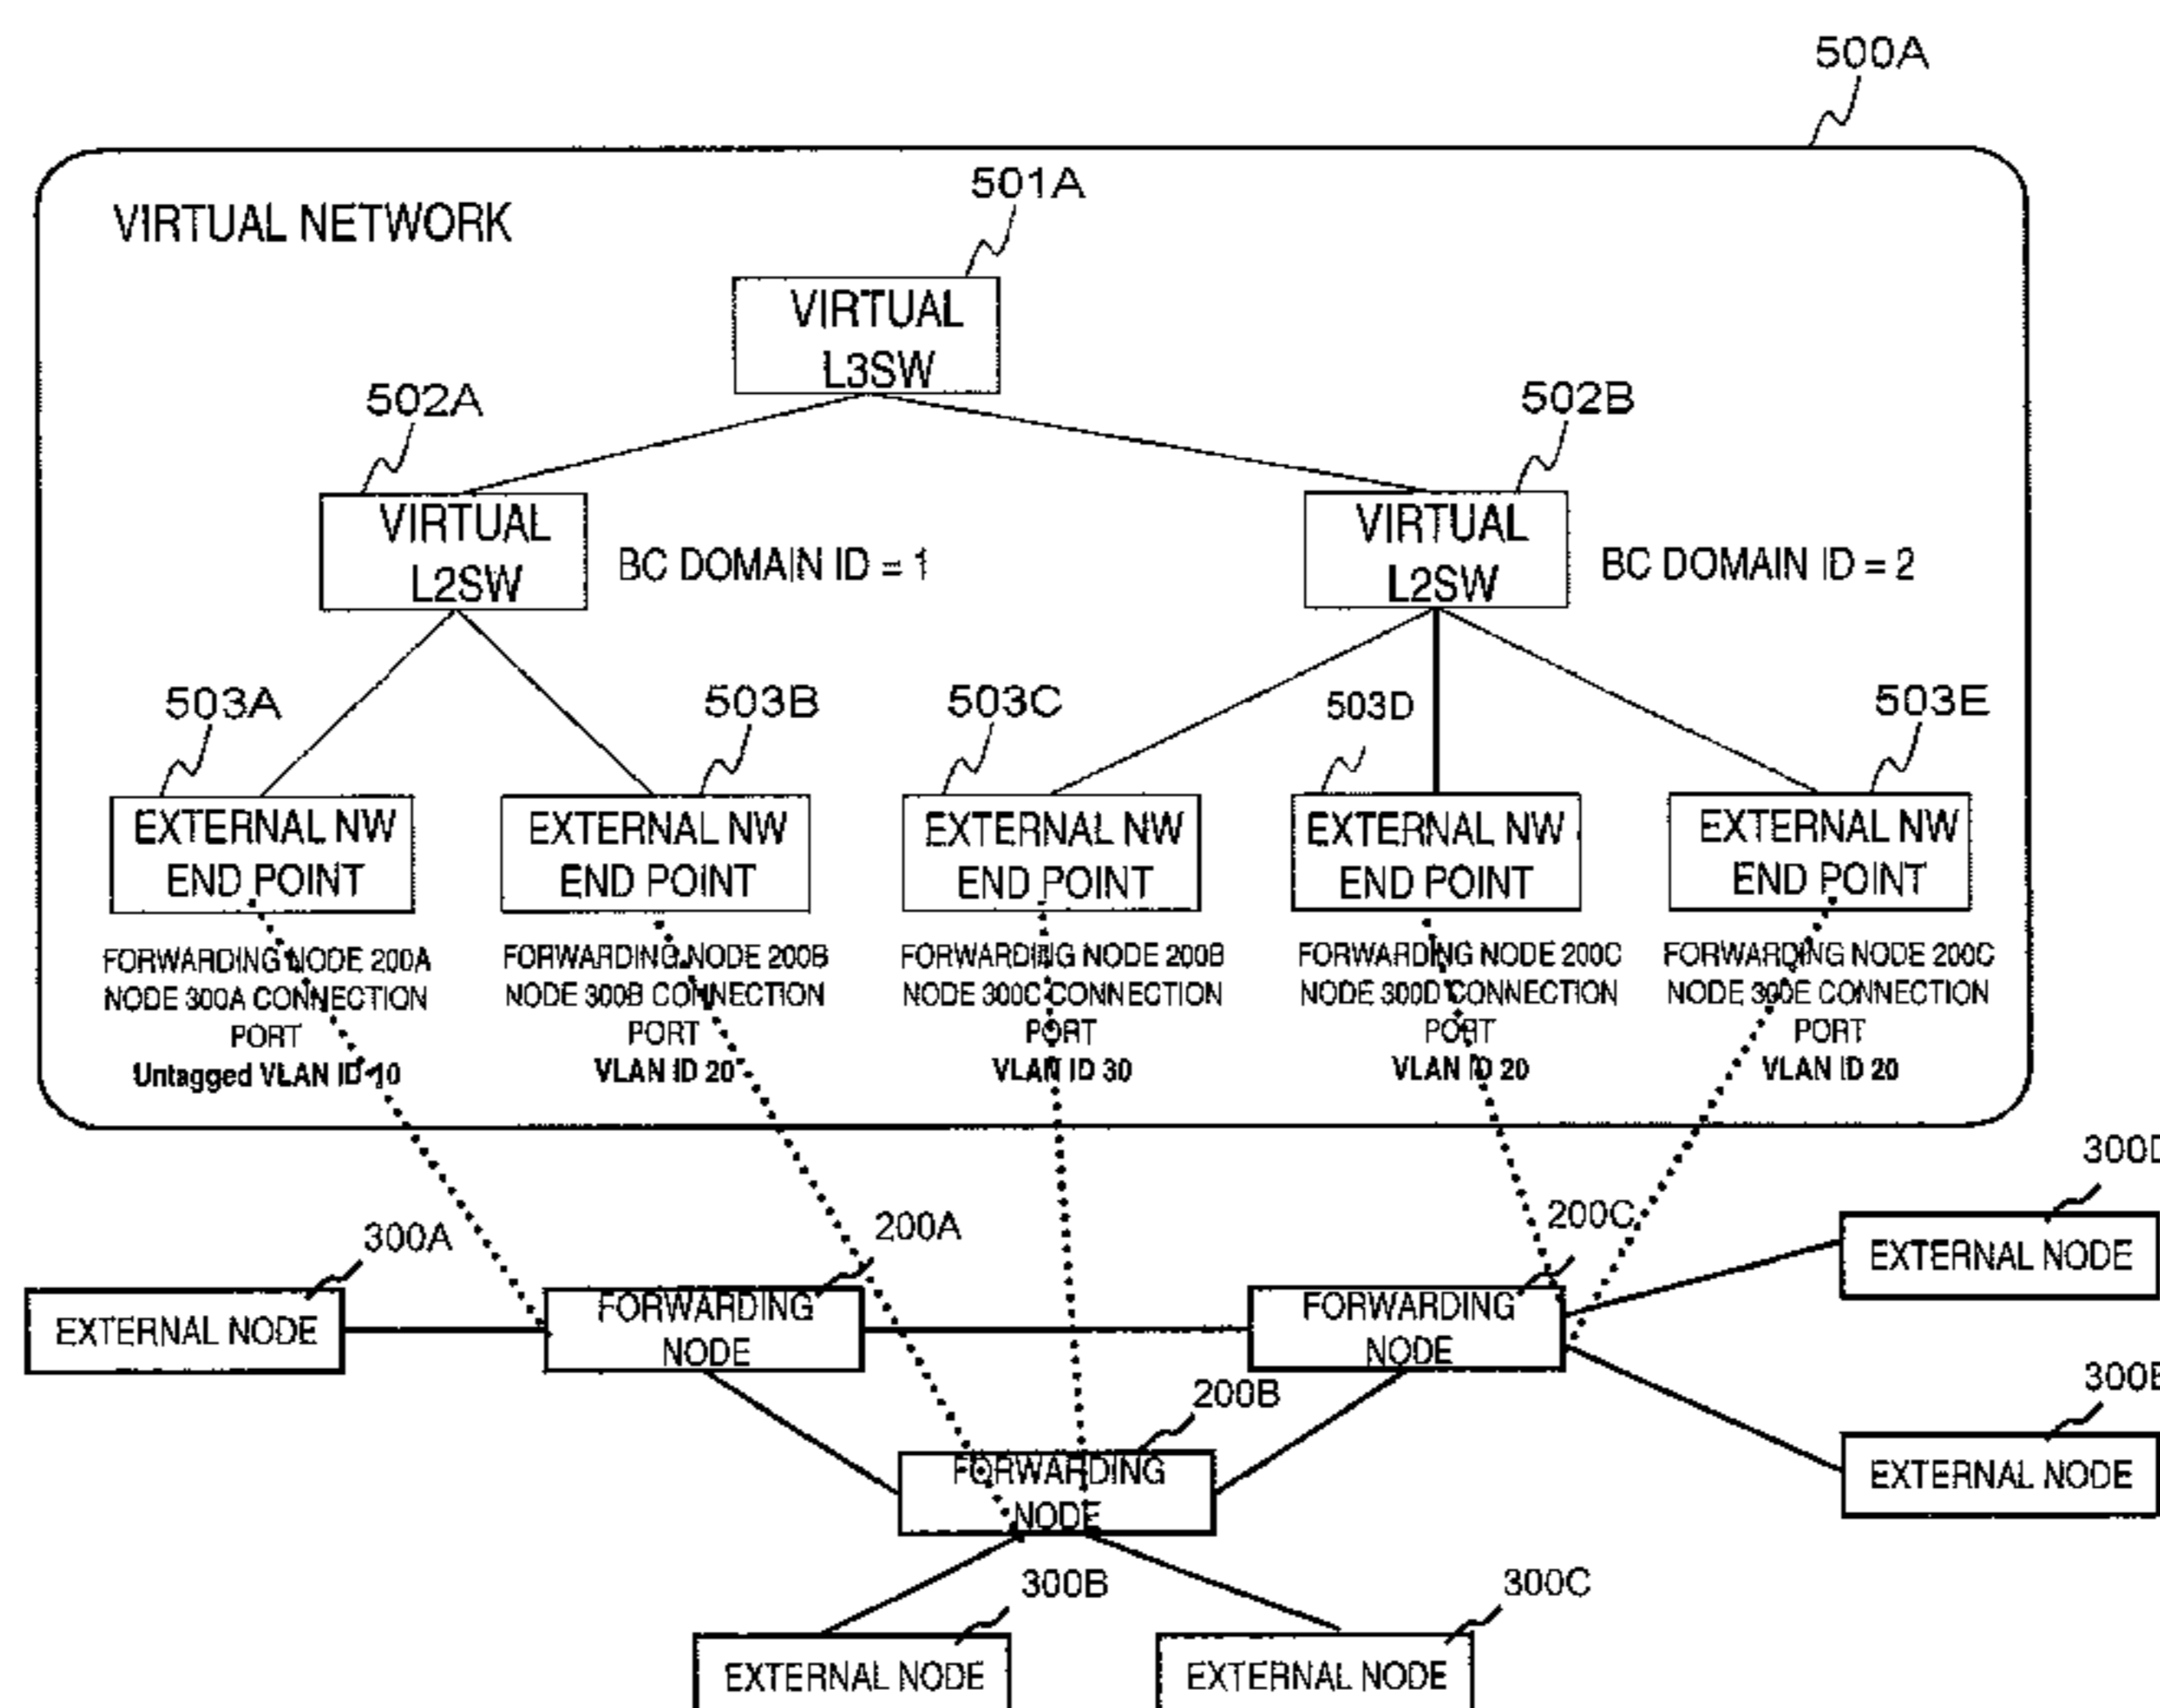 500A
501A
VIRTUAL NETWORK
VIRTUAL
L3SW
502A
502B
VIRTUAL
L2SW
BC DOMAIN ID = 1
VIRTUAL
L2SW
BC DOMAIN ID = 2
503A
503B
503C
503D
503E
EXTERNAL NW
END POINT
EXTERNAL NW
END POINT
EXTERNAL NW
END POINT
EXTERNAL NW
END POINT
EXTERNAL NW
END POINT
FORWARDING NODE 200A
NODE 300A CONNECTION
PORT
Untagged VLAN ID 10
FORWARDING NODE 200B
NODE 300B CONNECTION
PORT
VLAN ID 20
FORWARDING NODE 200B
NODE 300C CONNECTION
PORT
VLAN ID 30
FORWARDING NODE 200C
NODE 300D CONNECTION
PORT
VLAN ID 20
FORWARDING NODE 200C
NODE 300E CONNECTION
PORT
VLAN ID 20
300D
300A
200A
200C
EXTERNAL NODE
EXTERNAL NODE
FORWARDING
NODE
FORWARDING
NODE
300E
200B
EXTERNAL NODE
FORWARDING
NODE
300B
300C
EXTERNAL NODE
EXTERNAL NODE